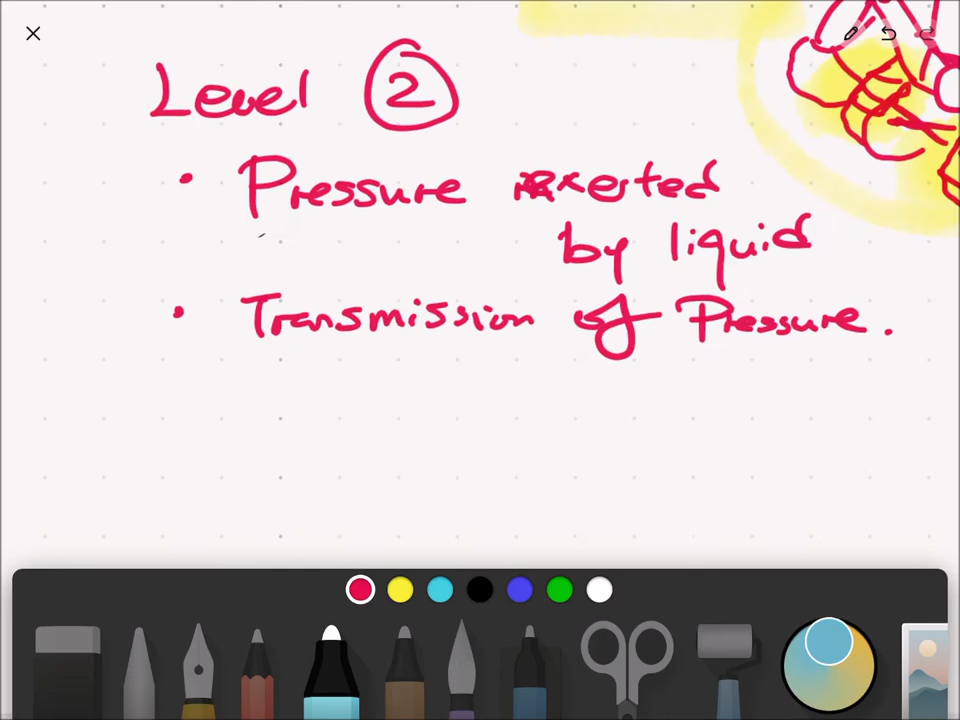 Level 2
• Pressure exerted
by liquid
• Transmission of Pressure.